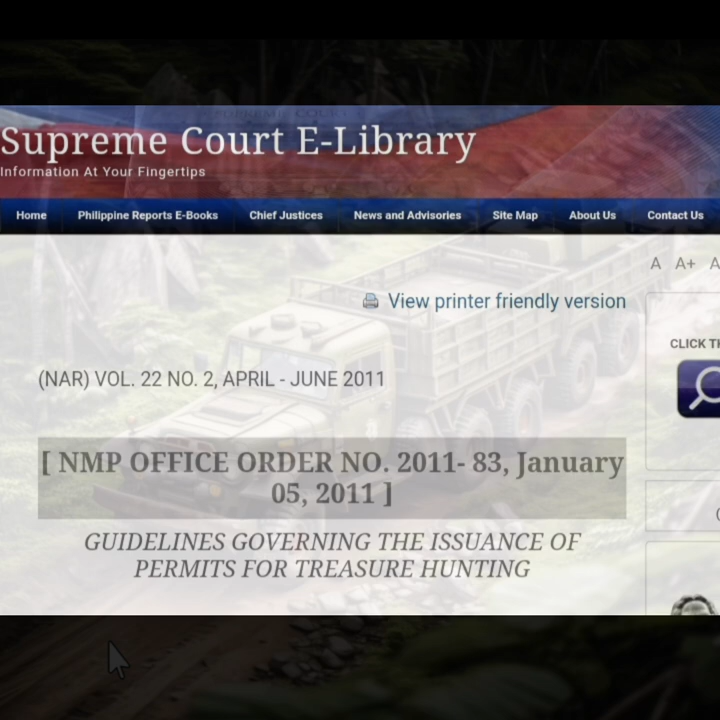 Supreme Court E-Library
Information At Your Fingertips
Home Philippine Reports E-Books Chief Justices News and Advisories Site Map About Us Contact Us
A A+ A
View printer friendly version
CLICK TH
(NAR) VOL. 22 NO. 2, APRIL - JUNE 2011
[ NMP OFFICE ORDER NO. 2011- 83, January
05, 2011 ]
GUIDELINES GOVERNING THE ISSUANCE OF
PERMITS FOR TREASURE HUNTING